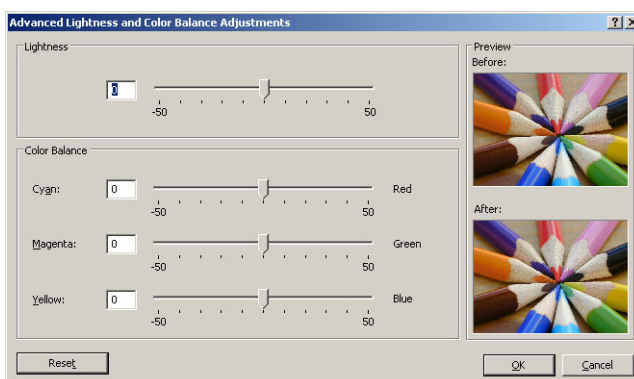 Advanced Lightness and Color Balance Adjustments
Lightness
0
-50 50
Color Balance
Cyan: 0 Red
-50 50
Magenta: 0 Green
-50 50
Yellow: 0 Blue
-50 50
Preview
Before:
After:
Reset
OK Cancel